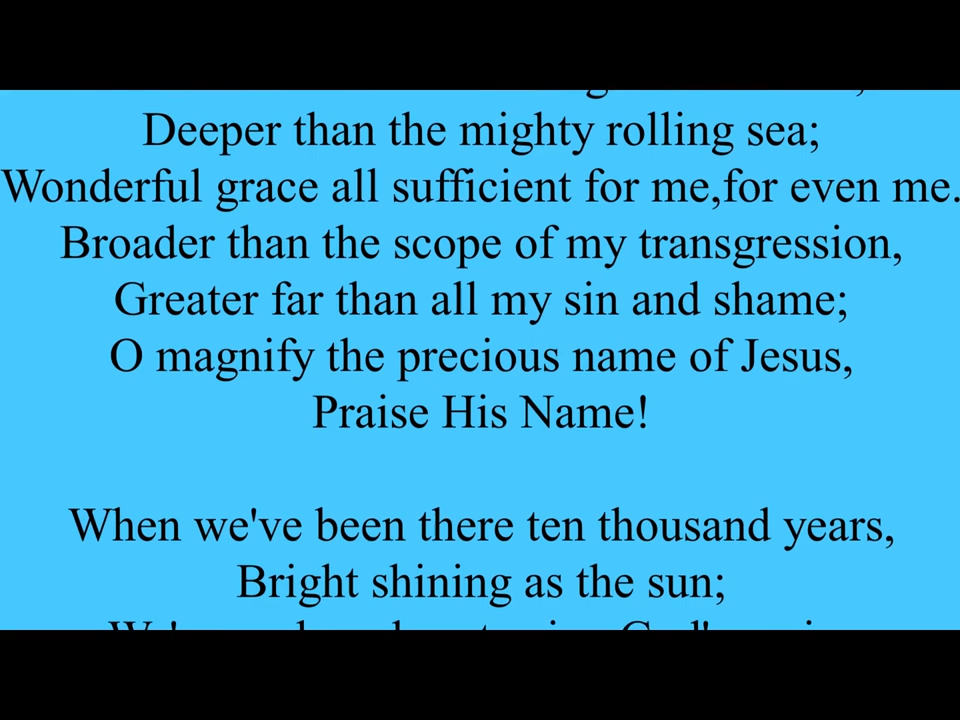 Deeper than the mighty rolling sea;
Wonderful grace all sufficient for me,for even me.
Broader than the scope of my transgression,
Greater far than all my sin and shame;
O magnify the precious name of Jesus,
Praise His Name!
When we've been there ten thousand years,
Bright shining as the sun;